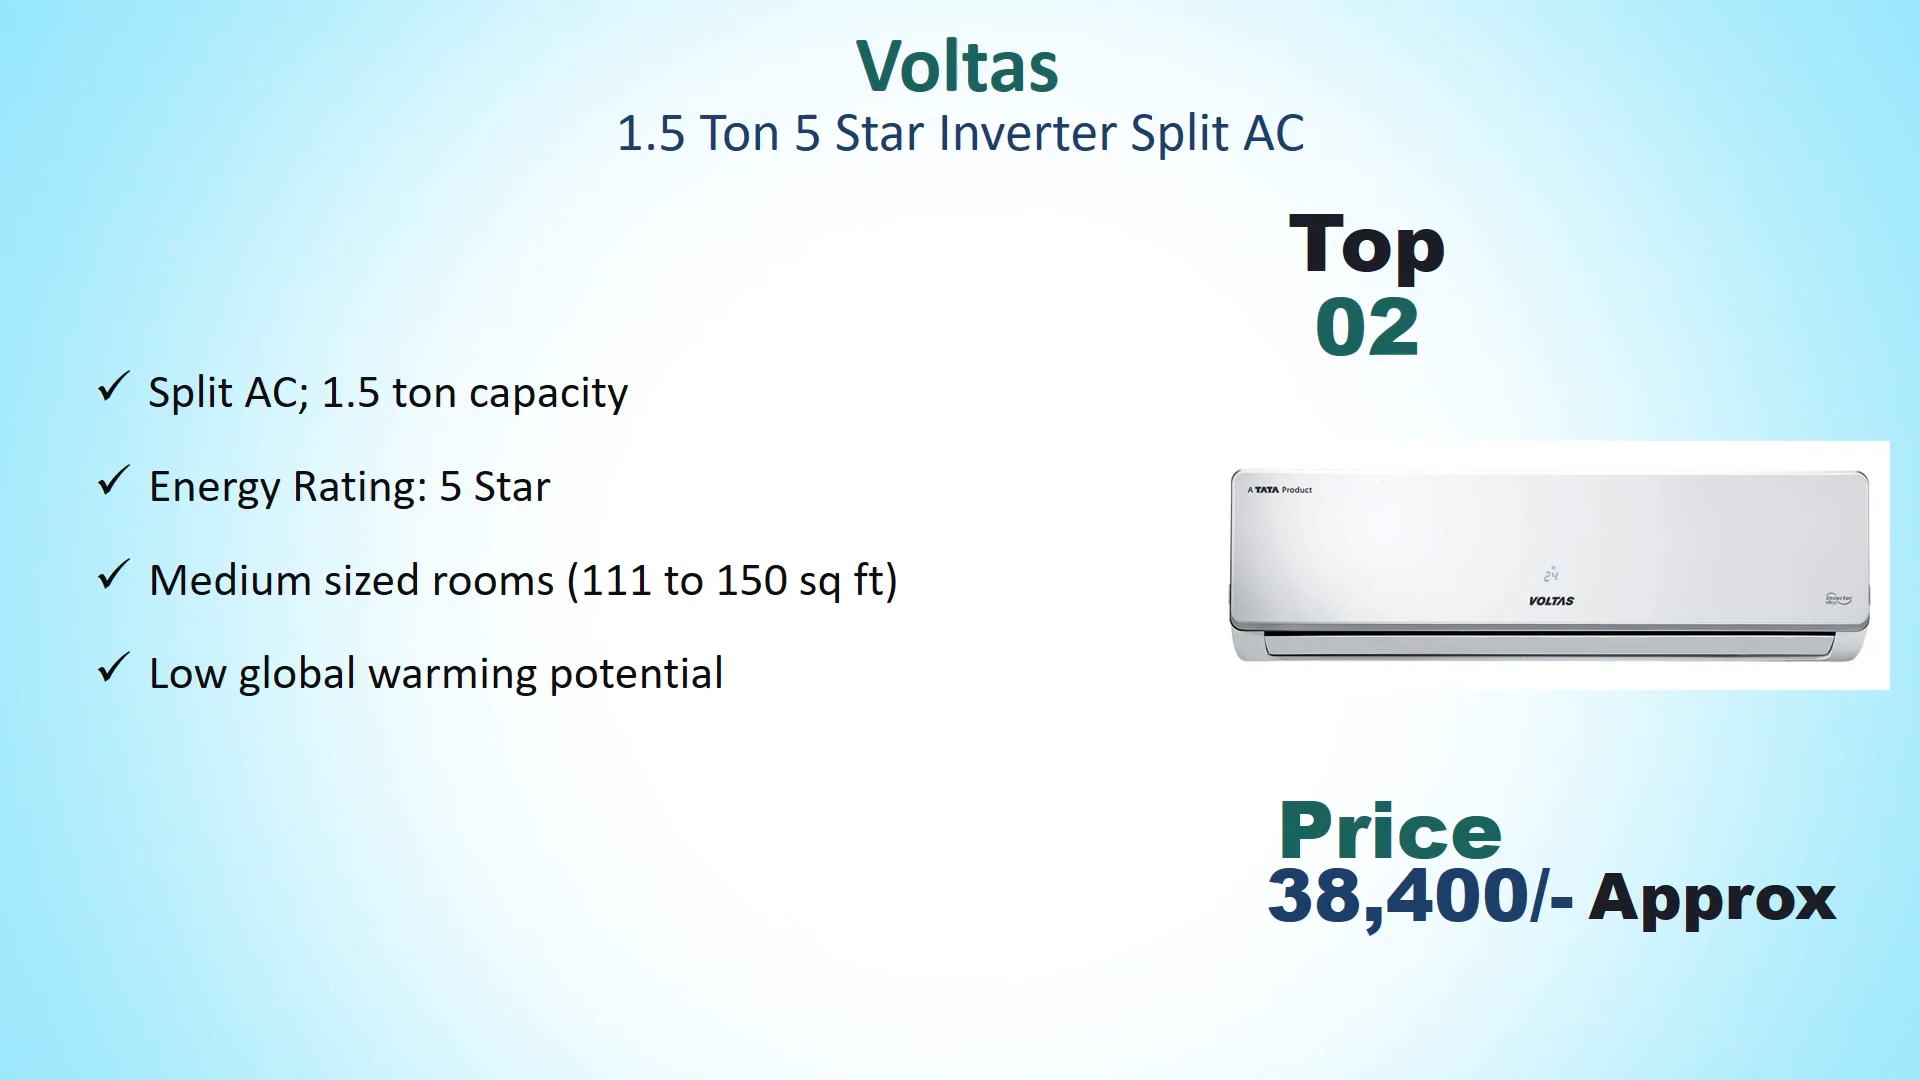 Voltas
1.5 Ton 5 Star Inverter Split AC
Top
02
✓ Split AC; 1.5 ton capacity
✓ Energy Rating: 5 Star
✓ Medium sized rooms (111 to 150 sq ft)
✓ Low global warming potential
A TATA Product
24
VOLTAS
Inverter
Price
38,400/- Approx